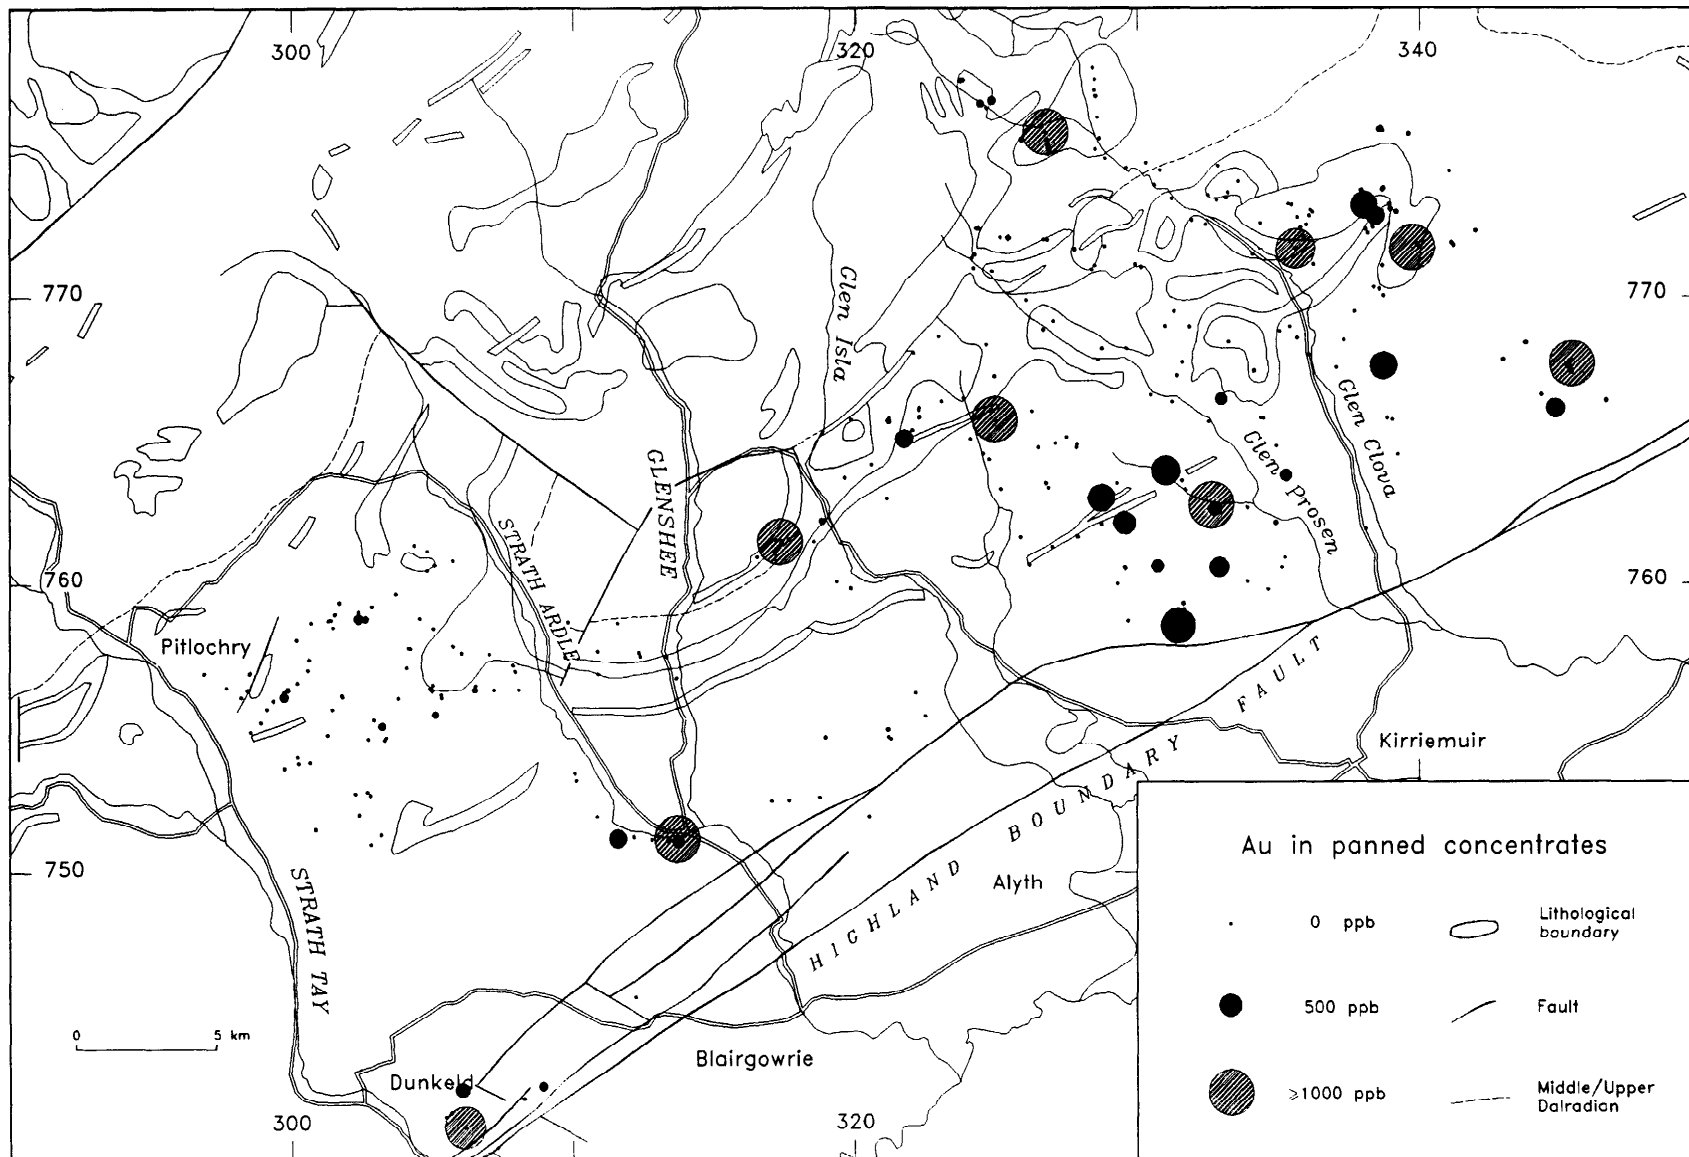 300
320
340
770
770
Glen Isla
GLENSHEE
STRATH ARDLE
Glen Clova
Glen Prosen
760
760
Pitlochry
HIGHLAND BOUNDARY FAULT
Kirriemuir
750
Alyth
STRATH TAY
0 5 km
Blairgowrie
Dunkeld
300
320
Au in panned concentrates
0 ppb
Lithological
boundary
500 ppb
Fault
⩾1000 ppb
Middle/Upper
Dalradian